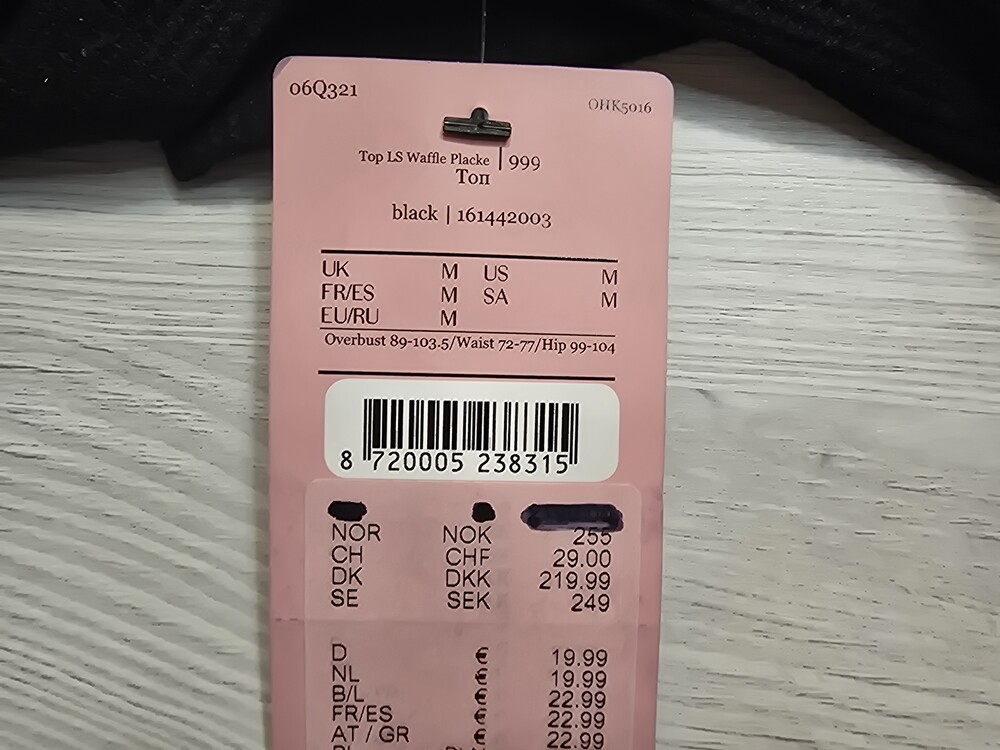 06Q321
OHK5016
Top LS Waffle Placke | 999
Топ
black | 161442003
UK M US M
FR/ES M SA M
EU/RU M
Overbust 89-103.5/Waist 72-77/Hip 99-104
8 720005 238315
NOR NOK 255
CH CHF 29.00
DK DKK 219.99
SE SEK 249
D € 19.99
NL € 19.99
B/L € 22.99
FR/ES € 22.99
AT / GR € 22.99